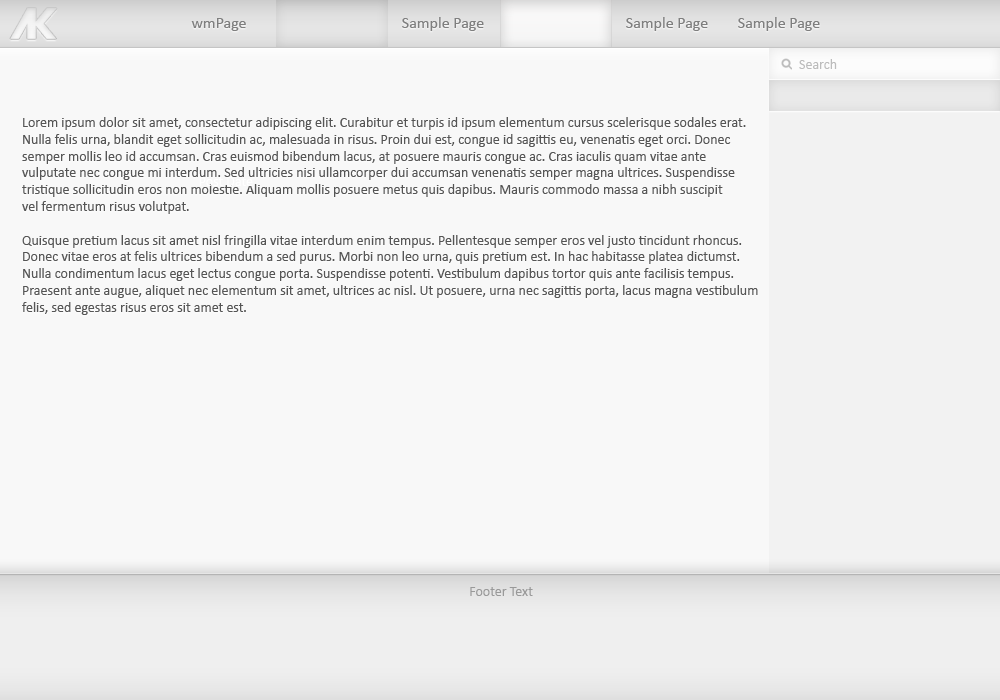 AK
wmPage
Sample Page
Sample Page
Sample Page
Search
Lorem ipsum dolor sit amet, consectetur adipiscing elit. Curabitur et turpis id ipsum elementum cursus scelerisque sodales erat.
Nulla felis urna, blandit eget sollicitudin ac, malesuada in risus. Proin dui est, congue id sagittis eu, venenatis eget orci. Donec
semper mollis leo id accumsan. Cras euismod bibendum lacus, at posuere mauris congue ac. Cras iaculis quam vitae ante
vulputate nec congue mi interdum. Sed ultricies nisi ullamcorper dui accumsan venenatis semper magna ultrices. Suspendisse
tristique sollicitudin eros non moiestie. Aliquam mollis posuere metus quis dapibus. Mauris commodo massa a nibh suscipit
vel fermentum risus volutpat.
Quisque pretium lacus sit amet nisl fringilla vitae interdum enim tempus. Pellentesque semper eros vel justo tincidunt rhoncus.
Donec vitae eros at felis ultrices bibendum a sed purus. Morbi non leo urna, quis pretium est. In hac habitasse platea dictumst.
Nulla condimentum lacus eget lectus congue porta. Suspendisse potenti. Vestibulum dapibus tortor quis ante facilisis tempus.
Praesent ante augue, aliquet nec elementum sit amet, ultrices ac nisl. Ut posuere, urna nec sagittis porta, lacus magna vestibulum
felis, sed egestas risus eros sit amet est.
Footer Text